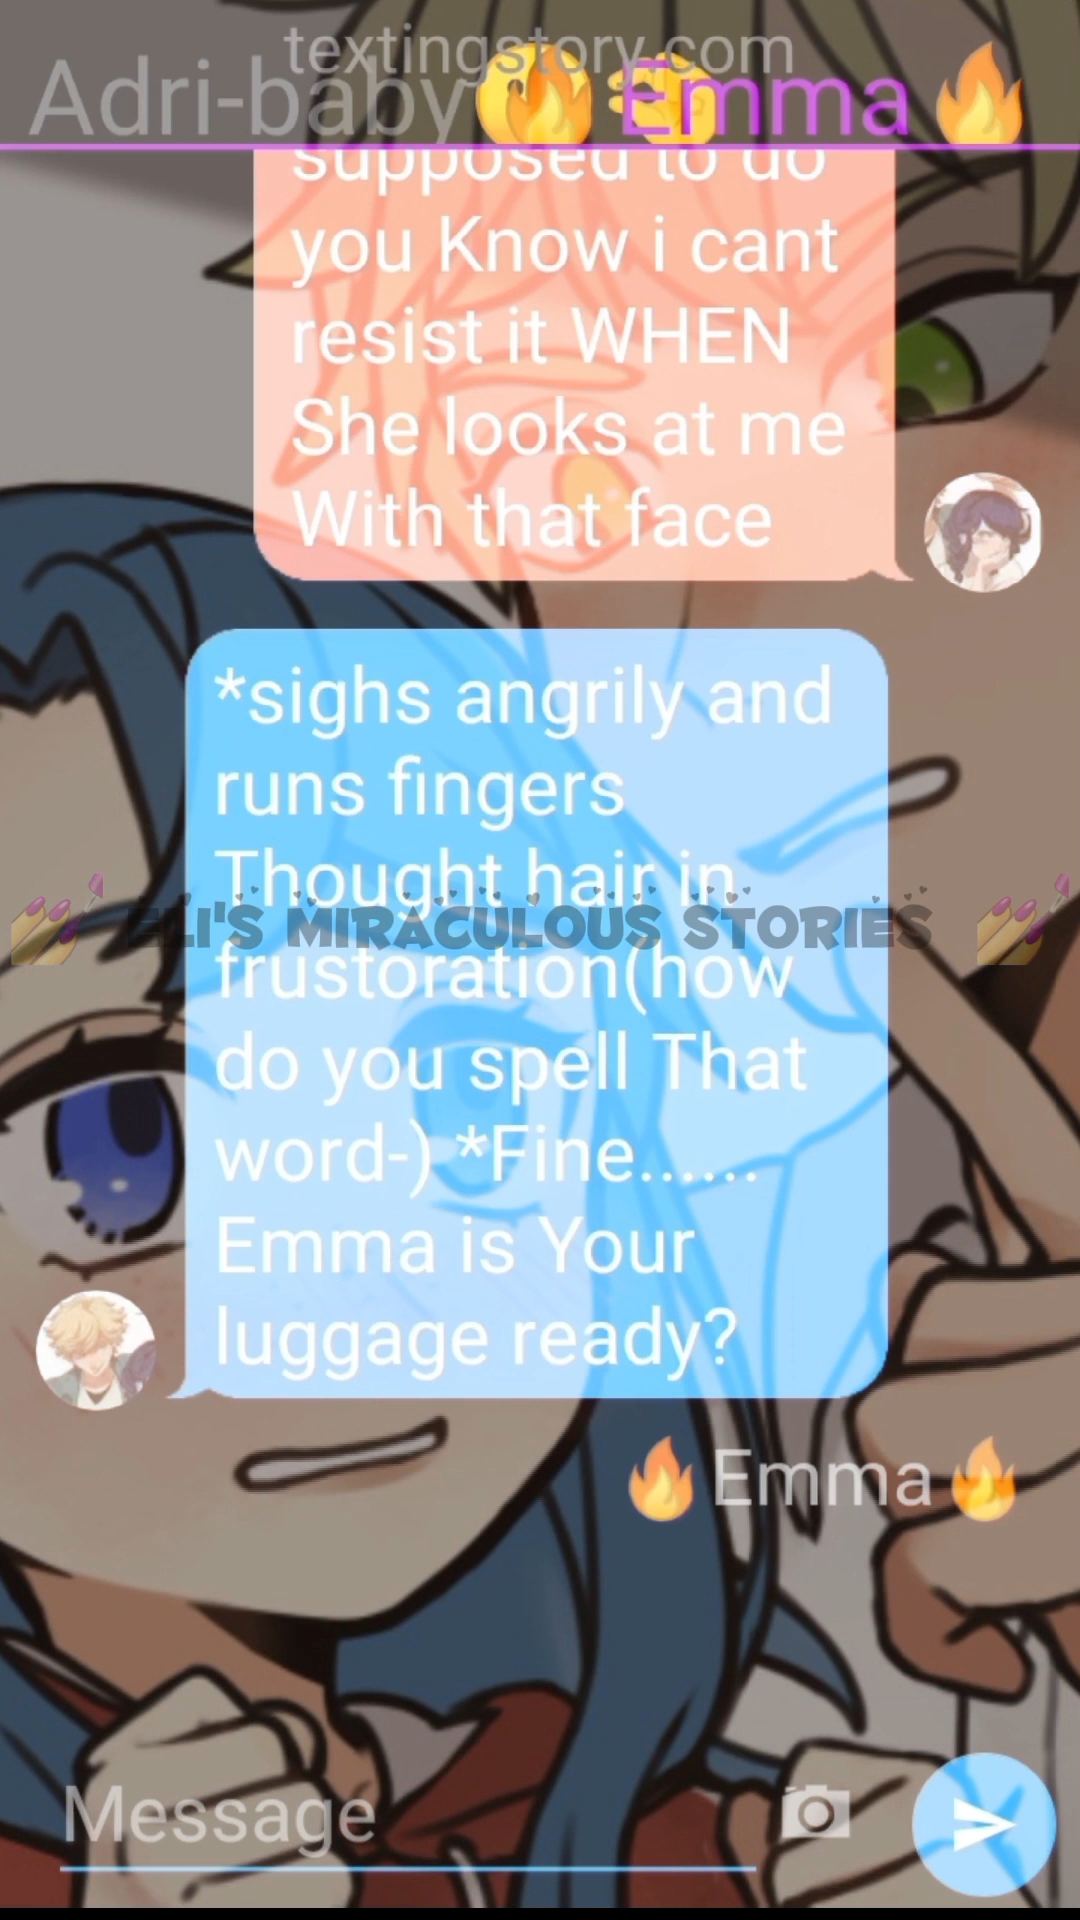 textingstory.com
Adri-baby Emma
supposed to do
you Know i cant
resist it WHEN
She looks at me
With that face
*sighs angrily and
runs fingers
Thought hair in
ELI'S MIRACULOUS STORIES
frustoration(how
do you spell That
word-) *Fine......
Emma is Your
luggage ready?
🔥Emma🔥
Message